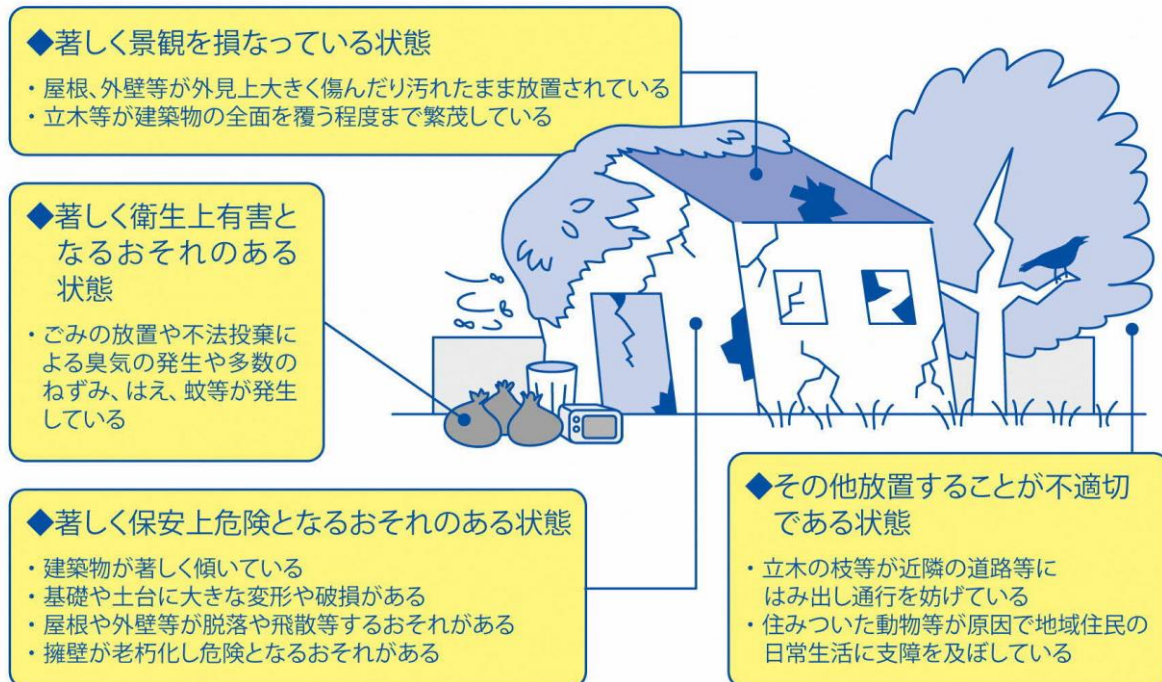 ◆著しく景観を損なっている状態
・屋根、外壁等が外見上大きく傷んだり汚れたまま放置されている
・立木等が建築物の全面を覆う程度まで繁茂している
◆著しく衛生上有害と
なるおそれのある
状態
・ごみの放置や不法投棄に
よる臭気の発生や多数の
ねずみ、はえ、蚊等が発生
している
◆著しく保安上危険となるおそれのある状態
・建築物が著しく傾いている
・基礎や土台に大きな変形や破損がある
・屋根や外壁等が脱落や飛散等するおそれがある
・擁壁が老朽化し危険となるおそれがある
◆その他放置することが不適切
である状態
・立木の枝等が近隣の道路等に
はみ出し通行を妨げている
・住みついた動物等が原因で地域住民の
日常生活に支障を及ぼしている